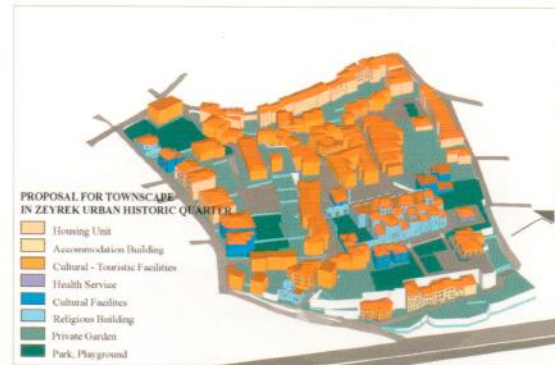 PROPOSAL FOR TOWNSCAPE
IN ZEYREK URBAN HISTORIC QUARTER
Housing Unit
Accommodation Building
Cultural - Touristic Facilities
Health Service
Cultural Facilites
Religious Building
Private Garden
Park, Playground